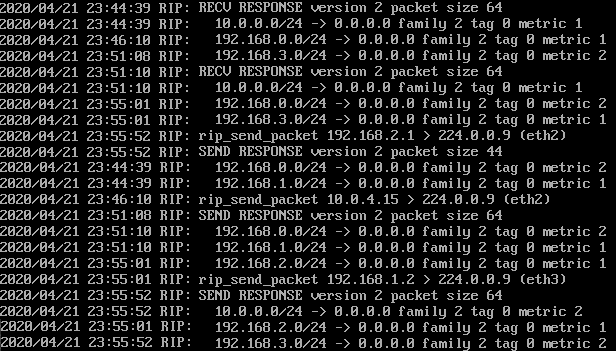 2020/04/21 23:44:39 RIP: RECV RESPONSE version 2 packet size 64
2020/04/21 23:44:39 RIP:   10.0.0.0/24 -> 0.0.0.0 family 2 tag 0 metric 1
2020/04/21 23:46:10 RIP:   192.168.0.0/24 -> 0.0.0.0 family 2 tag 0 metric 1
2020/04/21 23:51:08 RIP:   192.168.3.0/24 -> 0.0.0.0 family 2 tag 0 metric 2
2020/04/21 23:51:10 RIP: RECV RESPONSE version 2 packet size 64
2020/04/21 23:51:10 RIP:   10.0.0.0/24 -> 0.0.0.0 family 2 tag 0 metric 1
2020/04/21 23:55:01 RIP:   192.168.0.0/24 -> 0.0.0.0 family 2 tag 0 metric 2
2020/04/21 23:55:01 RIP:   192.168.3.0/24 -> 0.0.0.0 family 2 tag 0 metric 1
2020/04/21 23:55:52 RIP: rip_send_packet 192.168.2.1 > 224.0.0.9 (eth2)
2020/04/21 23:55:52 RIP: SEND RESPONSE version 2 packet size 44
2020/04/21 23:44:39 RIP:   192.168.0.0/24 -> 0.0.0.0 family 2 tag 0 metric 2
2020/04/21 23:44:39 RIP:   192.168.1.0/24 -> 0.0.0.0 family 2 tag 0 metric 1
2020/04/21 23:46:10 RIP: rip_send_packet 10.0.4.15 > 224.0.0.9 (eth2)
2020/04/21 23:51:08 RIP: SEND RESPONSE version 2 packet size 64
2020/04/21 23:51:10 RIP:   192.168.0.0/24 -> 0.0.0.0 family 2 tag 0 metric 2
2020/04/21 23:51:10 RIP:   192.168.1.0/24 -> 0.0.0.0 family 2 tag 0 metric 1
2020/04/21 23:55:01 RIP:   192.168.2.0/24 -> 0.0.0.0 family 2 tag 0 metric 1
2020/04/21 23:55:01 RIP: rip_send_packet 192.168.1.2 > 224.0.0.9 (eth3)
2020/04/21 23:55:52 RIP: SEND RESPONSE version 2 packet size 64
2020/04/21 23:55:52 RIP:   10.0.0.0/24 -> 0.0.0.0 family 2 tag 0 metric 2
2020/04/21 23:55:01 RIP:   192.168.2.0/24 -> 0.0.0.0 family 2 tag 0 metric 1
2020/04/21 23:55:52 RIP:   192.168.3.0/24 -> 0.0.0.0 family 2 tag 0 metric 2